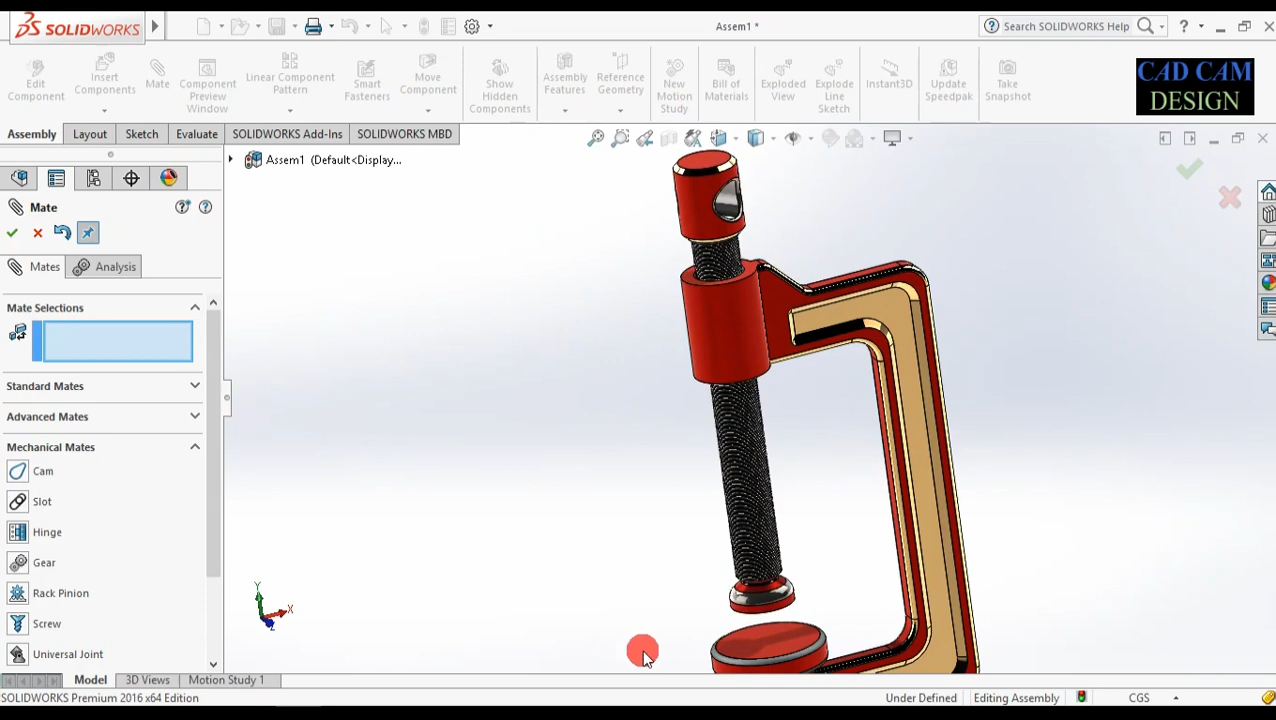 SOLIDWORKS
Assem1 *
Search SOLIDWORKS Help
Edit Component
Insert Components
Mate
Component Preview Window
Linear Component Pattern
Smart Fasteners
Move Component
Show Hidden Components
Assembly Features
Reference Geometry
New Motion Study
Bill of Materials
Exploded View
Explode Line Sketch
Instant3D
Update Speedpak
Take Snapshot
CAD CAM
DESIGN
Assembly
Layout
Sketch
Evaluate
SOLIDWORKS Add-Ins
SOLIDWORKS MBD
Assem1 (Default<Display...
Mate
Mates
Analysis
Mate Selections
Standard Mates
Advanced Mates
Mechanical Mates
Cam
Slot
Hinge
Gear
Rack Pinion
Screw
Universal Joint
Y
X
Z
Model
3D Views
Motion Study 1
SOLIDWORKS Premium 2016 x64 Edition
Under Defined
Editing Assembly
CGS